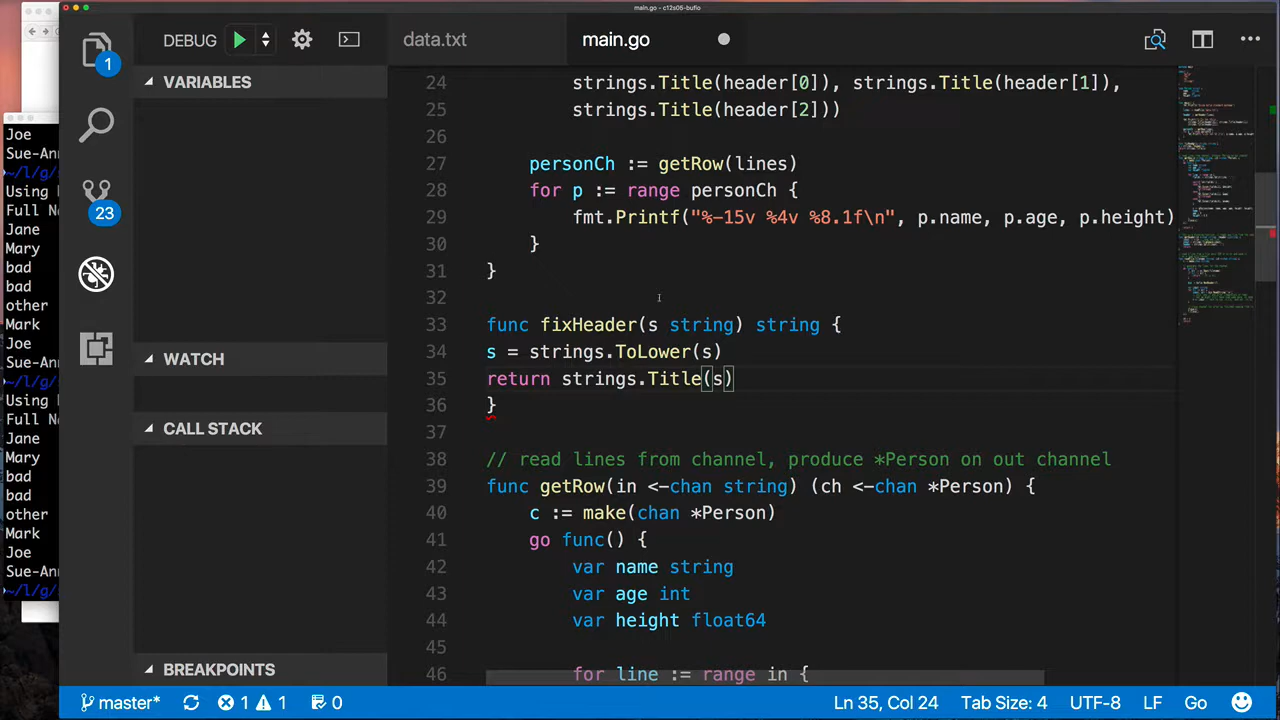 main.go - c12s06-bufio
DEBUG
data.txt
main.go
1
VARIABLES
24 strings.Title(header[0]), strings.Title(header[1]),
25 strings.Title(header[2]))
26
27 personCh := getRow(lines)
28 for p := range personCh {
29 fmt.Printf("%-15v %4v %8.1f\n", p.name, p.age, p.height)
30 }
31 }
32
33 func fixHeader(s string) string {
34 s = strings.ToLower(s)
35 return strings.Title(s)
36 }
37
38 // read lines from channel, produce *Person on out channel
39 func getRow(in <-chan string) (ch <-chan *Person) {
40 c := make(chan *Person)
41 go func() {
42 var name string
43 var age int
44 var height float64
45
46 for line := range in {
23
WATCH
CALL STACK
BREAKPOINTS
Joe
Sue-Ann
~/l/g/
Using
Full N
Jane
Mary
bad
bad
other
Mark
Joe
Sue-Ann
~/l/g/
Using
Full N
Jane
Mary
bad
bad
other
Mark
Joe
Sue-Ann
~/l/g/
master* 1 1 0
Ln 35, Col 24 Tab Size: 4 UTF-8 LF Go